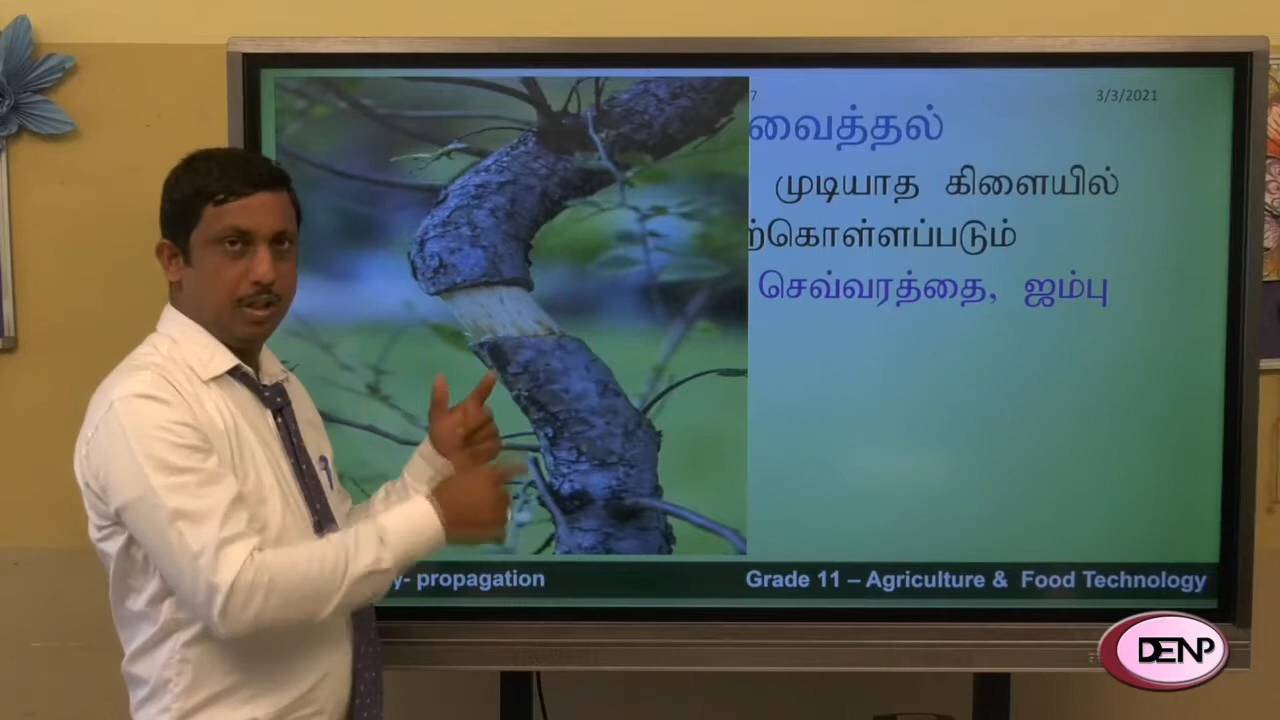 7
3/3/2021
வைத்தல்
முடியாத கிளையில்
ற்கொள்ளப்படும்
செவ்வரத்தை, ஜம்பு
y- propagation
Grade 11 – Agriculture & Food Technology
DENP